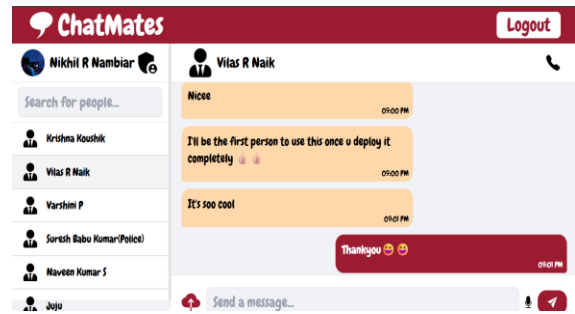 ChatMates
Logout
Nikhil R Nambiar
Search for people...
Krishna Koushik
Vilas R Naik
Varshini P
Suresh Babu Kumar(Police)
Naveen Kumar S
Juju
Vilas R Naik
Nicee
09:00 PM
I'll be the first person to use this once u deploy it
completely 👍🏻 👍🏻
09:00 PM
It's soo cool
09:01 PM
Thankyou 😄 😄
09:01 PM
Send a message...